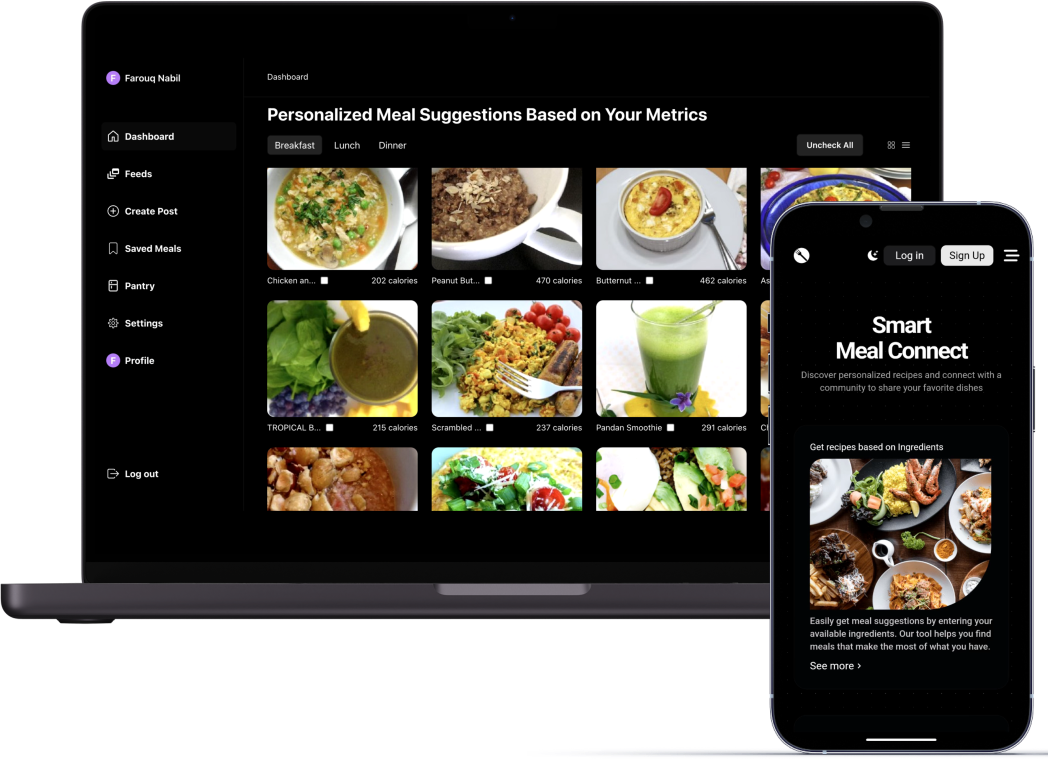 F Farouq Nabil
Dashboard
Feeds
Create Post
Saved Meals
Pantry
Settings
F Profile
Log out
Dashboard
Personalized Meal Suggestions Based on Your Metrics
Breakfast Lunch Dinner Uncheck All
Chicken an... 202 calories Peanut But... 470 calories Butternut ... 462 calories As
TROPICAL B... 215 calories Scrambled ... 237 calories Pandan Smoothie 291 calories
Log in Sign Up
Smart
Meal Connect
Discover personalized recipes and connect with a
community to share your favorite dishes
Get recipes based on Ingredients
Easily get meal suggestions by entering your
available ingredients. Our tool helps you find
meals that make the most of what you have.
See more ›